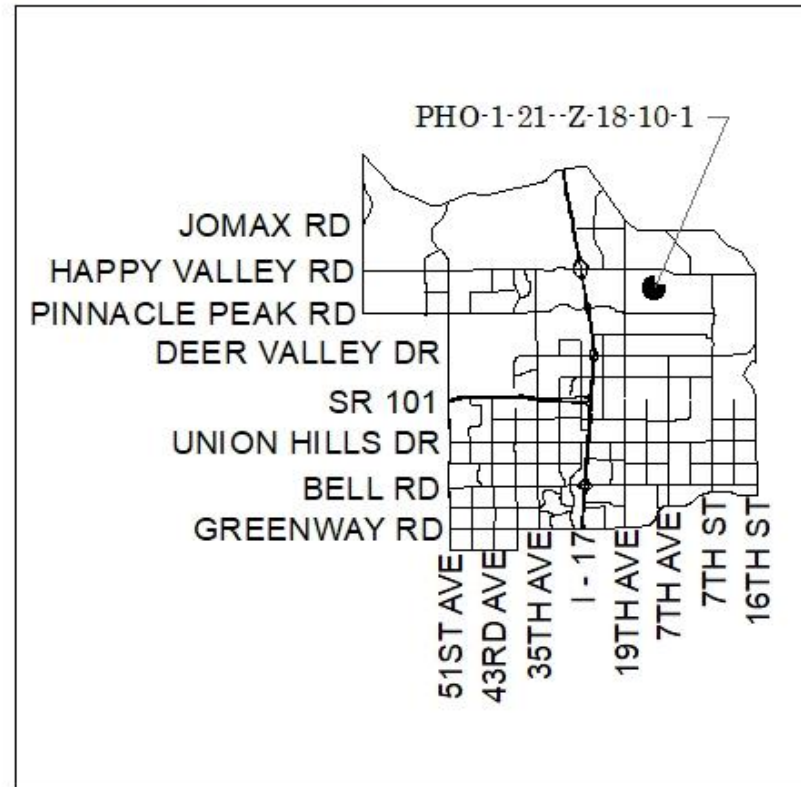 PHO-1-21--Z-18-10-1
JOMAX RD
HAPPY VALLEY RD
PINNACLE PEAK RD
DEER VALLEY DR
SR 101
UNION HILLS DR
BELL RD
GREENWAY RD
51ST AVE
43RD AVE
35TH AVE
I - 17
19TH AVE
7TH AVE
7TH ST
16TH ST